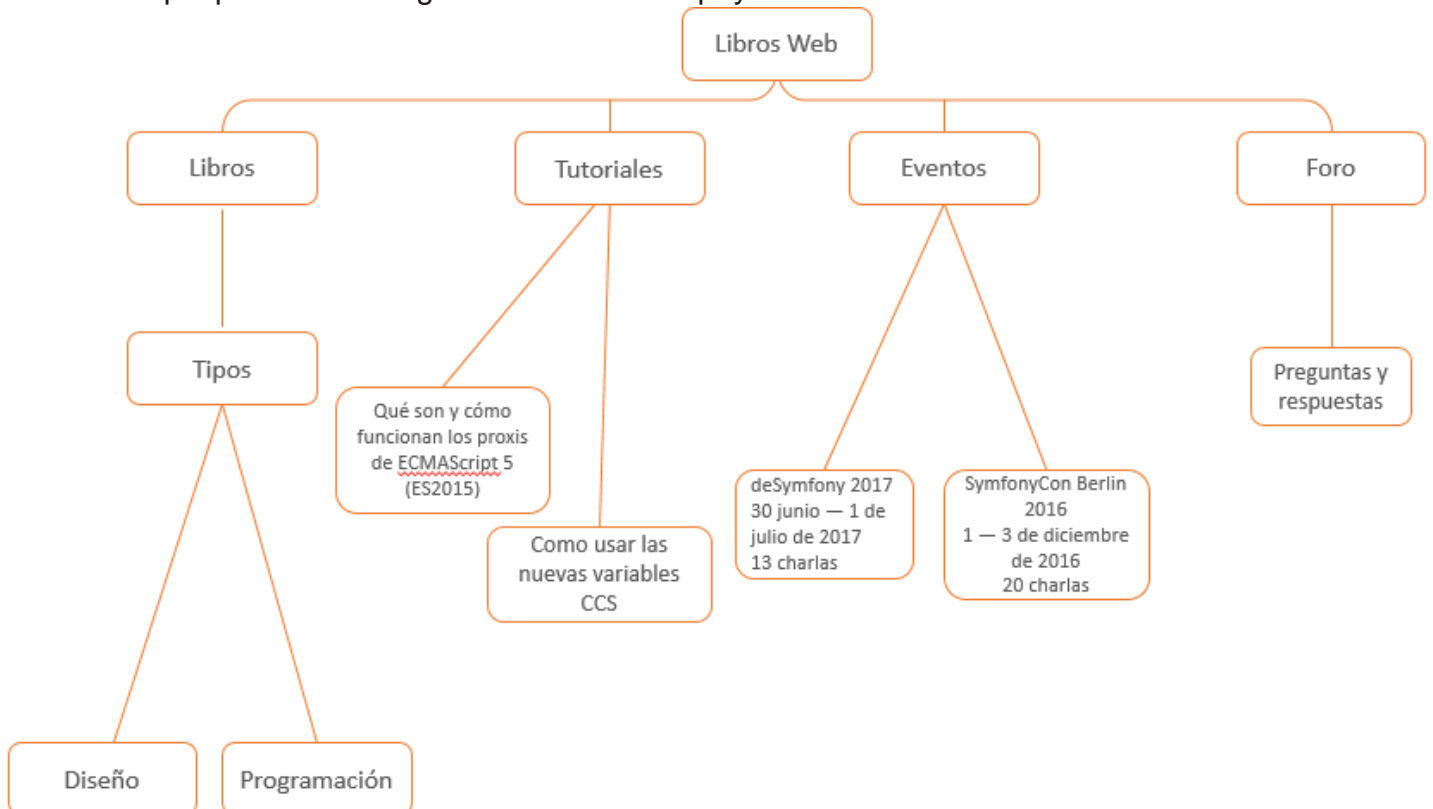 Libros Web
Libros
Tutoriales
Eventos
Foro
Tipos
Qué son y cómo
funcionan los proxis
de ECMAScript 5
(ES2015)
Como usar las
nuevas variables
CCS
deSymfony 2017
30 junio — 1 de
julio de 2017
13 charlas
SymfonyCon Berlin
2016
1 — 3 de diciembre
de 2016
20 charlas
Preguntas y
respuestas
Diseño
Programación